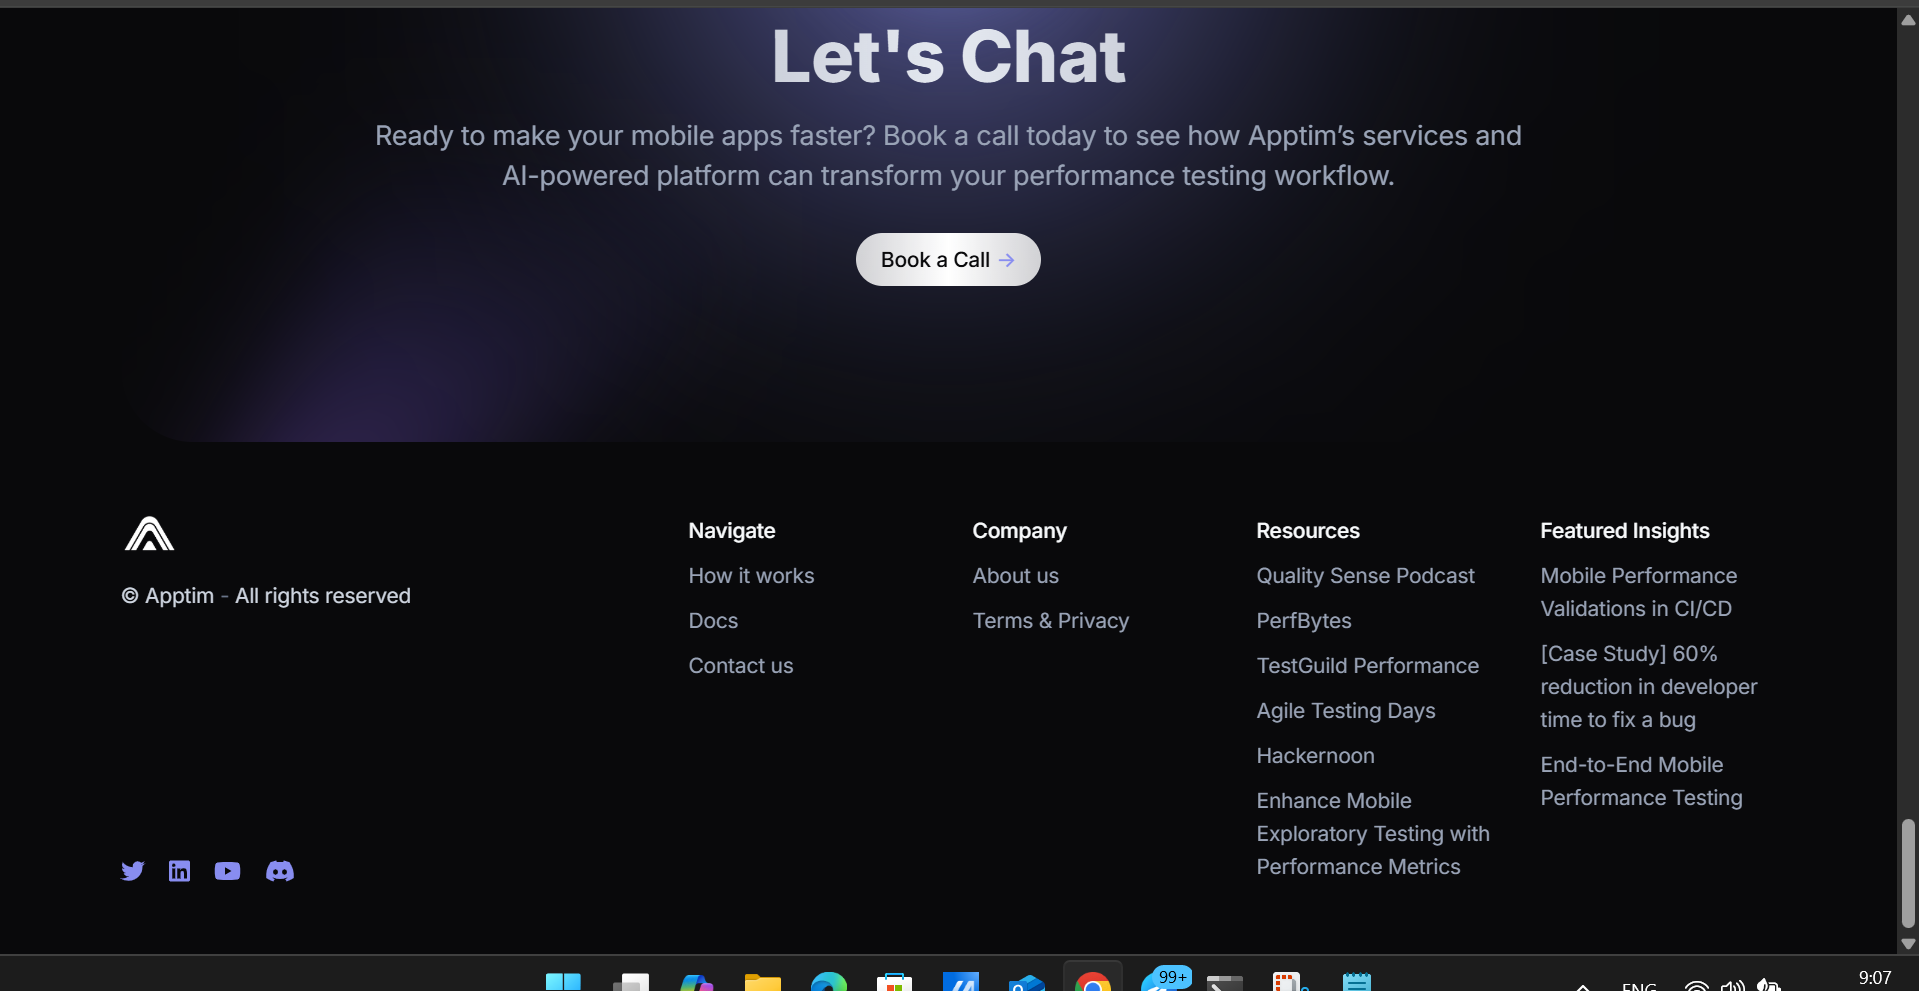 Let's Chat
Ready to make your mobile apps faster? Book a call today to see how Apptim’s services and
AI-powered platform can transform your performance testing workflow.
Book a Call →
© Apptim - All rights reserved
Navigate
How it works
Docs
Contact us
Company
About us
Terms & Privacy
Resources
Quality Sense Podcast
PerfBytes
TestGuild Performance
Agile Testing Days
Hackernoon
Enhance Mobile
Exploratory Testing with
Performance Metrics
Featured Insights
Mobile Performance
Validations in CI/CD
[Case Study] 60%
reduction in developer
time to fix a bug
End-to-End Mobile
Performance Testing
99+
ENG
9:07